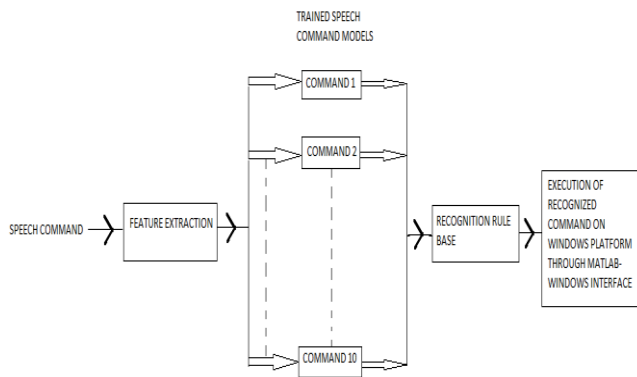 TRAINED SPEECH
COMMAND MODELS
COMMAND 1
COMMAND 2
SPEECH COMMAND
FEATURE EXTRACTION
RECOGNITION RULE
BASE
EXECUTION OF
RECOGNIZED
COMMAND ON
WINDOWS PLATFORM
THROUGH MATLAB-
WINDOWS INTERFACE
COMMAND 10